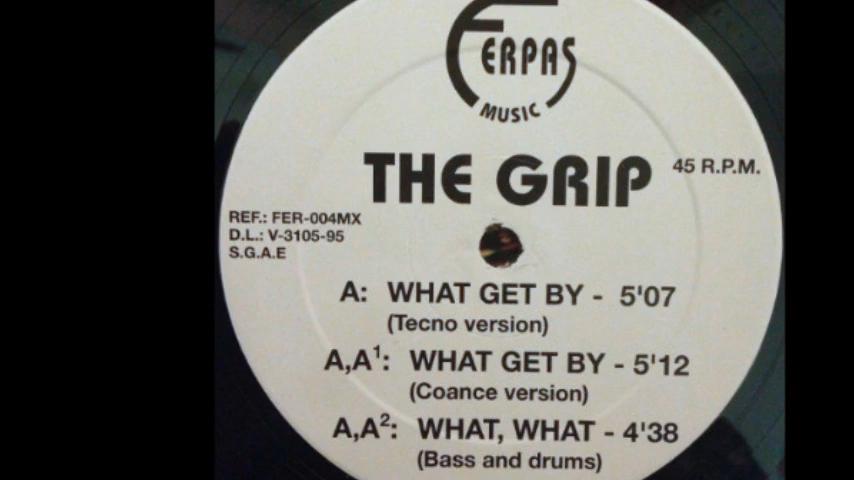 FERPAS
MUSIC
THE GRIP
45 R.P.M.
REF.: FER-004MX
D.L.: V-3105-95
S.G.A.E
A: WHAT GET BY - 5'07
(Tecno version)
A,A¹: WHAT GET BY - 5'12
(Coance version)
A,A²: WHAT, WHAT - 4'38
(Bass and drums)